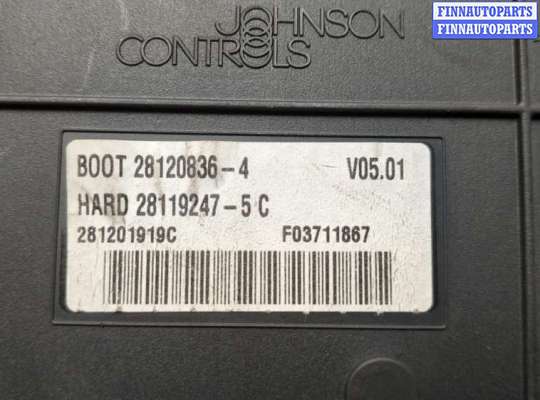 FINNAUTOPARTS
FINNAUTOPARTS
JOHNSON
CONTROLS
BOOT 28120836-4 V05.01
HARD 28119247-5 C
281201919C F03711867